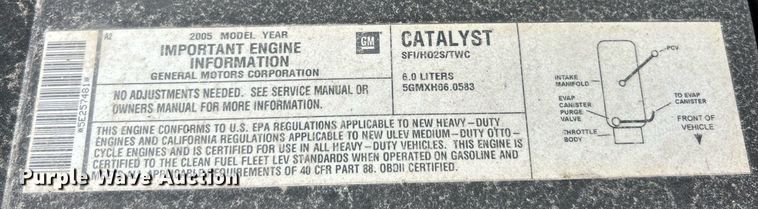 *5E257481*
A2
2005 MODEL YEAR
IMPORTANT ENGINE
INFORMATION
GENERAL MOTORS CORPORATION
GM
CATALYST
SFI/HO2S/TWC
6.0 LITERS
5GMXH06.0583
NO ADJUSTMENTS NEEDED. SEE SERVICE MANUAL OR
OWNERS MANUAL FOR MORE INFORMATION.
THIS ENGINE CONFORMS TO U.S. EPA REGULATIONS APPLICABLE TO NEW HEAVY-DUTY
ENGINES AND CALIFORNIA REGULATIONS APPLICABLE TO NEW ULEV MEDIUM-DUTY OTTO-
CYCLE ENGINES AND IS CERTIFIED FOR USE IN ALL HEAVY-DUTY VEHICLES. THIS ENGINE IS
CERTIFIED TO THE CLEAN FUEL FLEET LEV STANDARDS WHEN OPERATED ON GASOLINE AND
APPLICABLE REQUIREMENTS OF 40 CFR PART 88. OBDII CERTIFIED.
PCV
INTAKE
MANIFOLD
EVAP
CANISTER
PURGE
VALVE
THROTTLE
BODY
TO EVAP
CANISTER
FRONT OF
VEHICLE
Purple Wave Auction